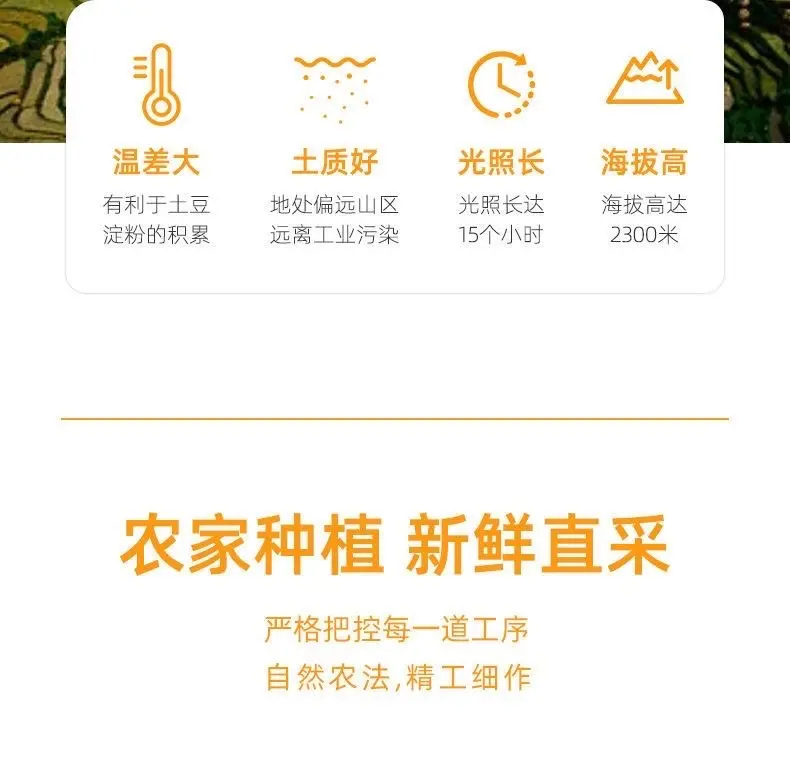 温差大
有利于土豆
淀粉的积累
土质好
地处偏远山区
远离工业污染
光照长
光照长达
15个小时
海拔高
海拔高达
2300米
农家种植 新鲜直采
严格把控每一道工序
自然农法,精工细作